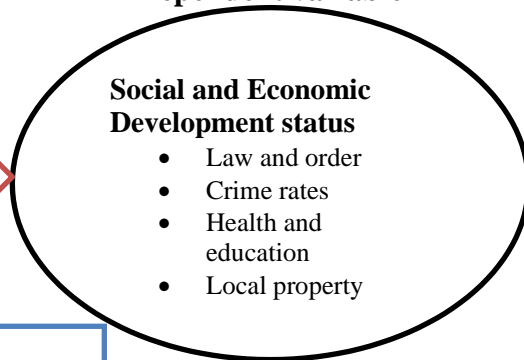 Social and Economic
Development status
• Law and order
• Crime rates
• Health and
education
• Local property